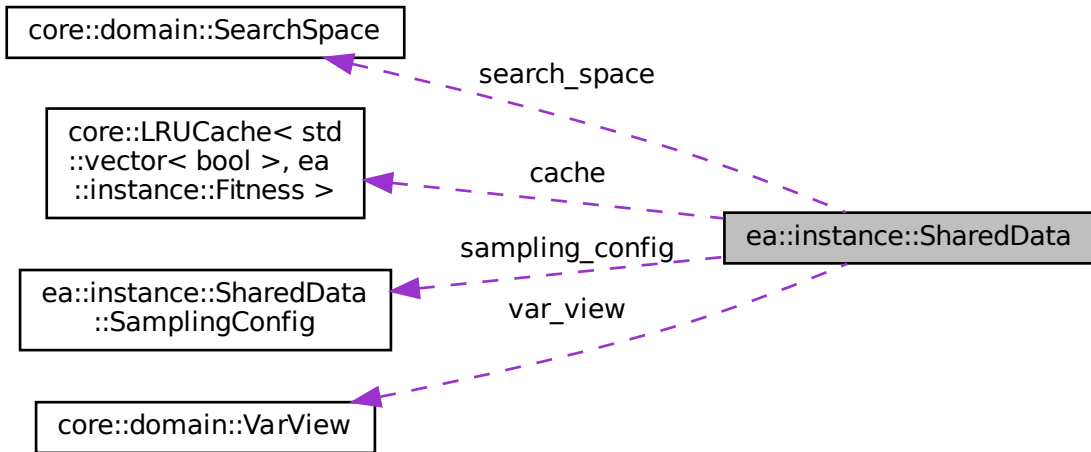 core::domain::SearchSpace
search_space
core::LRUCache< std
::vector< bool >, ea
::instance::Fitness >
cache
ea::instance::SharedData
sampling_config
ea::instance::SharedData
::SamplingConfig
var_view
core::domain::VarView